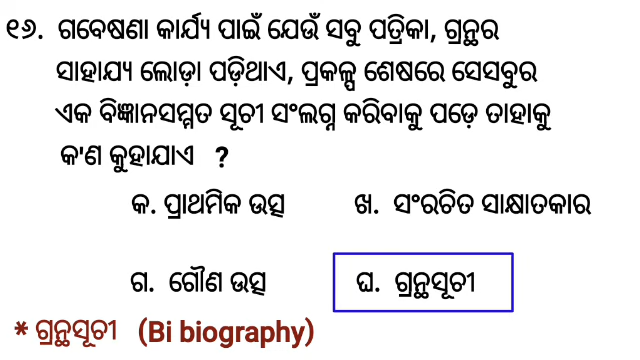 ୧୬. ଗବେଷଣା କାର୍ଯ୍ୟ ପାଇଁ ଯେଉଁ ସବୁ ପତ୍ରିକା, ଗ୍ରନ୍ଥର
ସାହାଯ୍ୟ ଲୋଡ଼ା ପଡ଼ିଥାଏ, ପ୍ରକଳ୍ପ ଶେଷରେ ସେସବୁର
ଏକ ବିଜ୍ଞାନସମ୍ମତ ସୂଚୀ ସଂଲଗ୍ନ କରିବାକୁ ପଡ଼େ ତାହାକୁ
କ'ଣ କୁହାଯାଏ ?
କ. ପ୍ରାଥମିକ ଉତ୍ସ ଖ. ସଂରଚିତ ସାକ୍ଷାତକାର
ଗ. ଗୌଣ ଉତ୍ସ ଘ. ଗ୍ରନ୍ଥସୂଚୀ
* ଗ୍ରନ୍ଥସୂଚୀ (Bi biography)